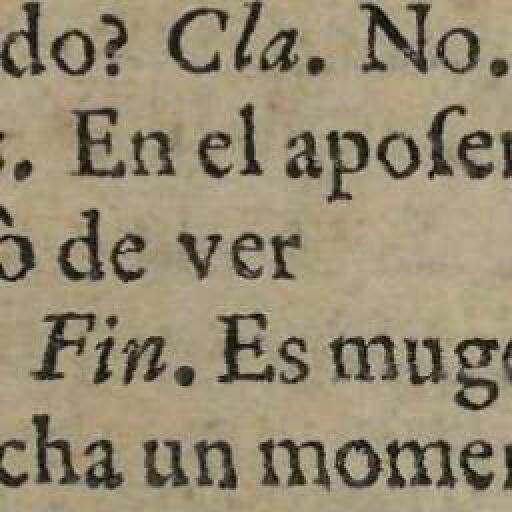 do? Cla. No.
s. En el aposen
ò de ver
Fin. Es muge
cha un momen